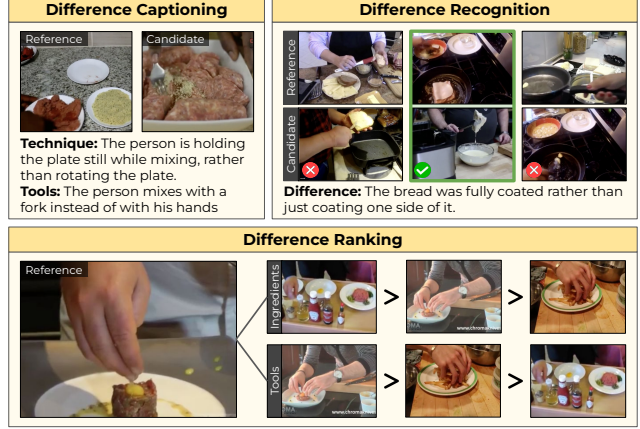 Difference Captioning
Reference
Candidate
Technique: The person is holding
the plate still while mixing, rather
than rotating the plate.
Tools: The person mixes with a
fork instead of with his hands
Difference Recognition
Reference
Candidate
Difference: The bread was fully coated rather than
just coating one side of it.
Difference Ranking
Reference
Ingredients
>
>
Tools
>
>